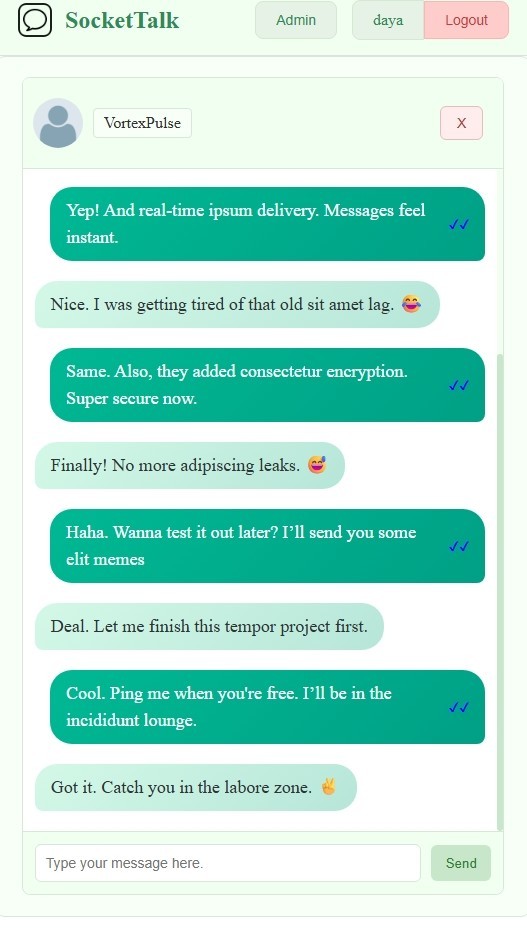 SocketTalk
Admin
daya
Logout
VortexPulse
X
Yep! And real-time ipsum delivery. Messages feel
instant.
Nice. I was getting tired of that old sit amet lag. 😂
Same. Also, they added consectetur encryption.
Super secure now.
Finally! No more adipiscing leaks. 😅
Haha. Wanna test it out later? I’ll send you some
elit memes
Deal. Let me finish this tempor project first.
Cool. Ping me when you're free. I’ll be in the
incididunt lounge.
Got it. Catch you in the labore zone. ✌️
Type your message here.
Send